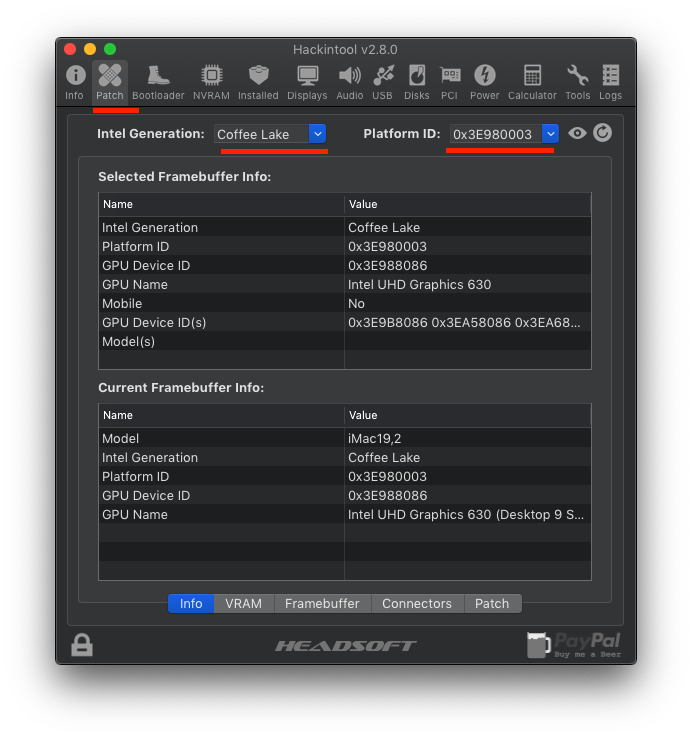 Hackintool v2.8.0
Info Patch Bootloader NVRAM Installed Displays Audio USB Disks PCI Power Calculator Tools Logs
Intel Generation: Coffee Lake Platform ID: 0x3E980003
Selected Framebuffer Info:
Name Value
Intel Generation Coffee Lake
Platform ID 0x3E980003
GPU Device ID 0x3E988086
GPU Name Intel UHD Graphics 630
Mobile No
GPU Device ID(s) 0x3E9B8086 0x3EA58086 0x3EA68...
Model(s)
Current Framebuffer Info:
Name Value
Model iMac19,2
Intel Generation Coffee Lake
Platform ID 0x3E980003
GPU Device ID 0x3E988086
GPU Name Intel UHD Graphics 630 (Desktop 9 S...
Info VRAM Framebuffer Connectors Patch
HEADSOFT PayPal
Buy me a Beer